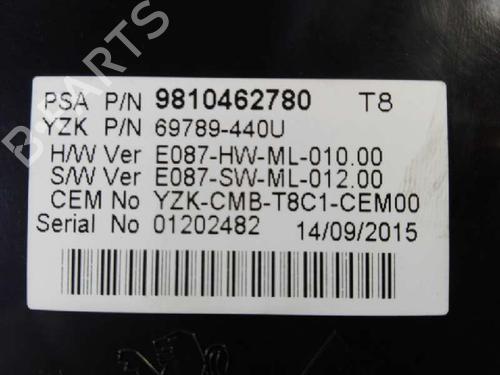 PSA P/N 9810462780 T8
YZK P/N 69789-440U
H/W Ver E087-HW-ML-010.00
S/W Ver E087-SW-ML-012.00
CEM No YZK-CMB-T8C1-CEM00
Serial No 01202482 14/09/2015
B-PARTS